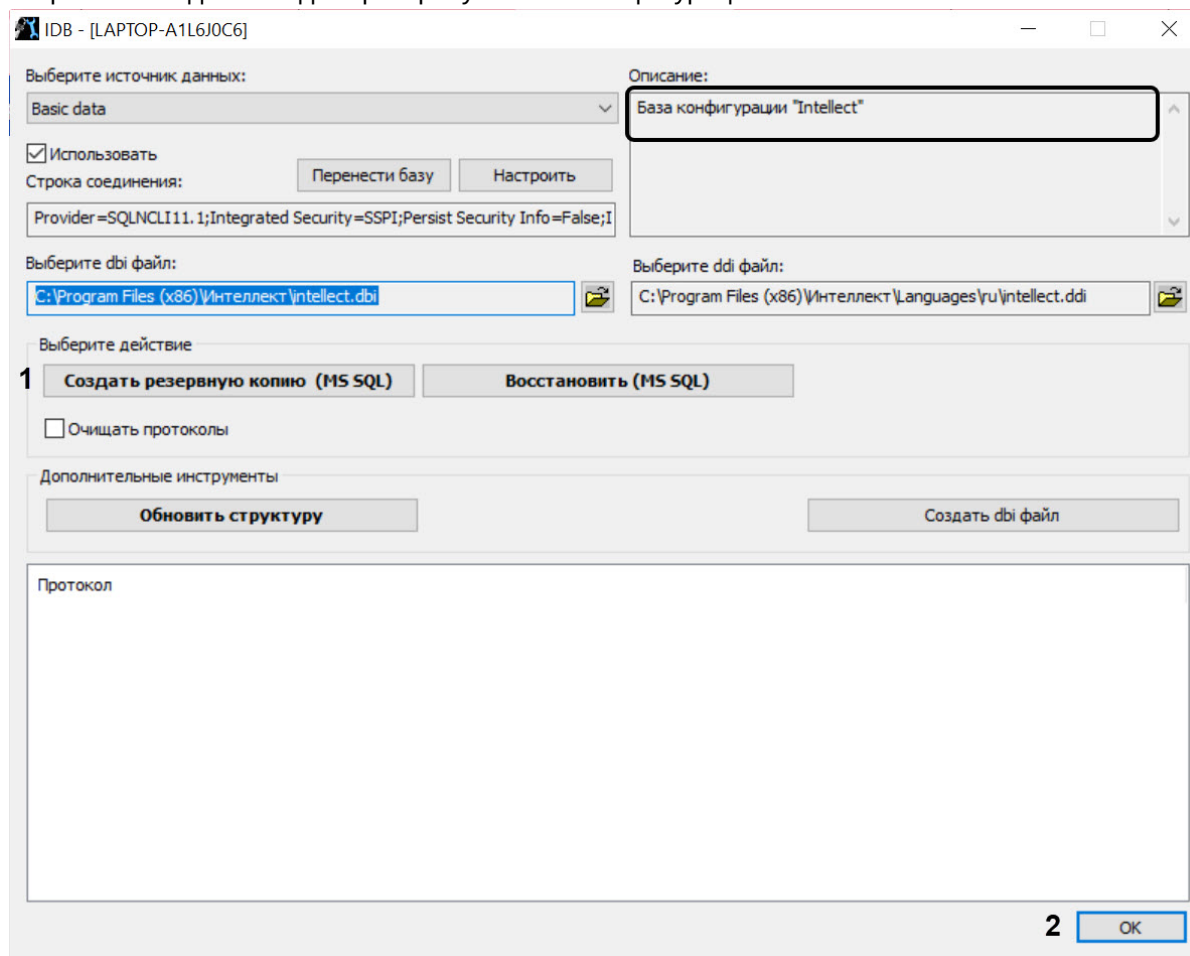 IDB - [LAPTOP-A1L6J0C6]
Выберите источник данных:
Описание:
Basic data
База конфигурации "Intellect"
Использовать
Строка соединения:
Перенести базу
Настроить
Provider=SQLNCLI11.1;Integrated Security=SSPI;Persist Security Info=False;I
Выберите dbi файл:
Выберите ddi файл:
C:\Program Files (x86)\Интеллект\intellect.dbi
C:\Program Files (x86)\Интеллект\Languages\ru\intellect.ddi
Выберите действие
1 Создать резервную копию (MS SQL)
Восстановить (MS SQL)
Очищать протоколы
Дополнительные инструменты
Обновить структуру
Создать dbi файл
Протокол
2 OK